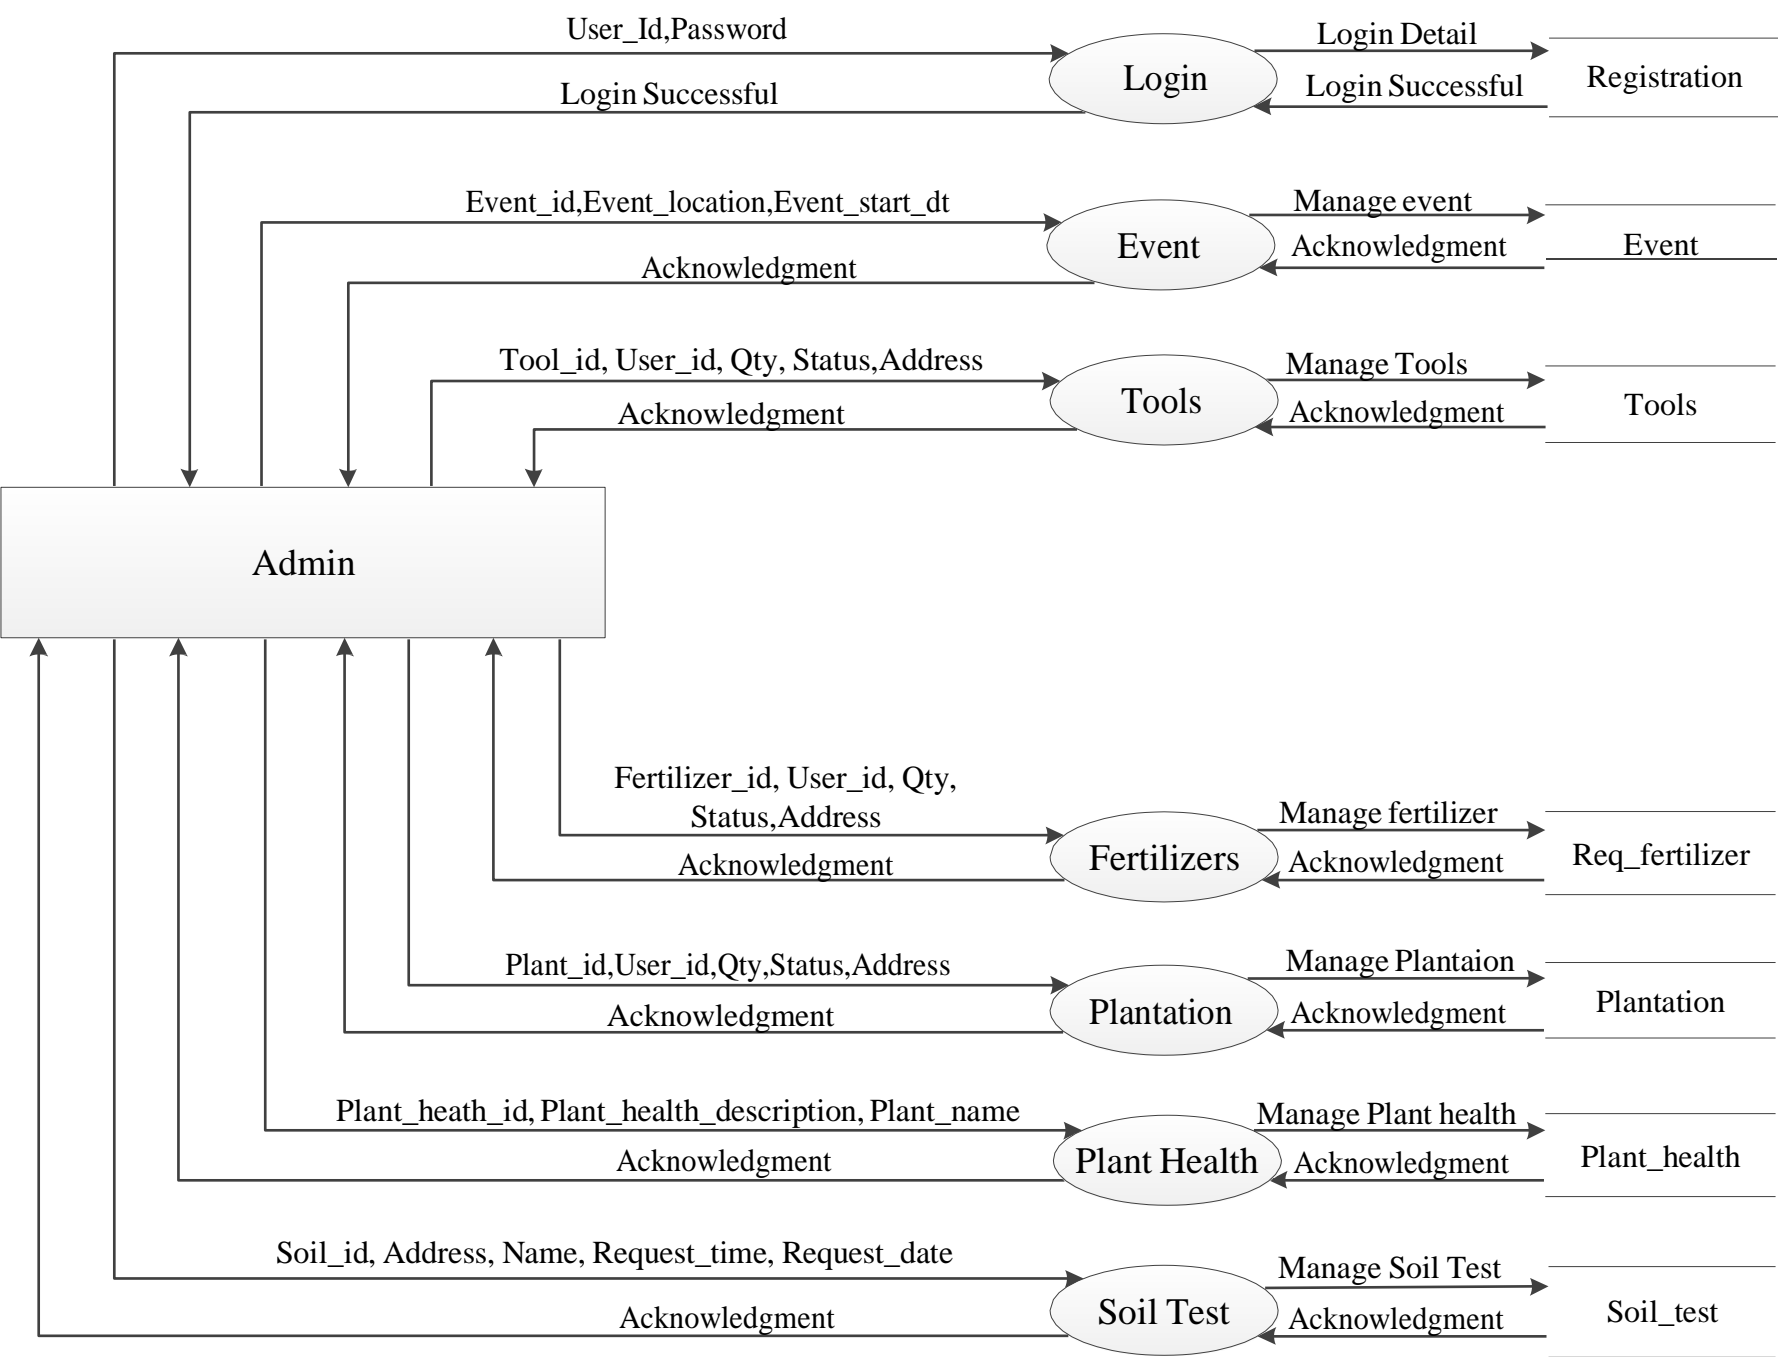 User_Id,Password
Login Detail
Login
Registration
Login Successful
Login Successful
Event_id,Event_location,Event_start_dt
Manage event
Event
Event
Acknowledgment
Acknowledgment
Tool_id, User_id, Qty, Status,Address
Manage Tools
Tools
Tools
Acknowledgment
Acknowledgment
Admin
Fertilizer_id, User_id, Qty,
Status,Address
Manage fertilizer
Fertilizers
Req_fertilizer
Acknowledgment
Acknowledgment
Plant_id,User_id,Qty,Status,Address
Manage Plantaion
Plantation
Plantation
Acknowledgment
Acknowledgment
Plant_heath_id, Plant_health_description, Plant_name
Manage Plant health
Plant Health
Plant_health
Acknowledgment
Acknowledgment
Soil_id, Address, Name, Request_time, Request_date
Manage Soil Test
Soil Test
Soil_test
Acknowledgment
Acknowledgment